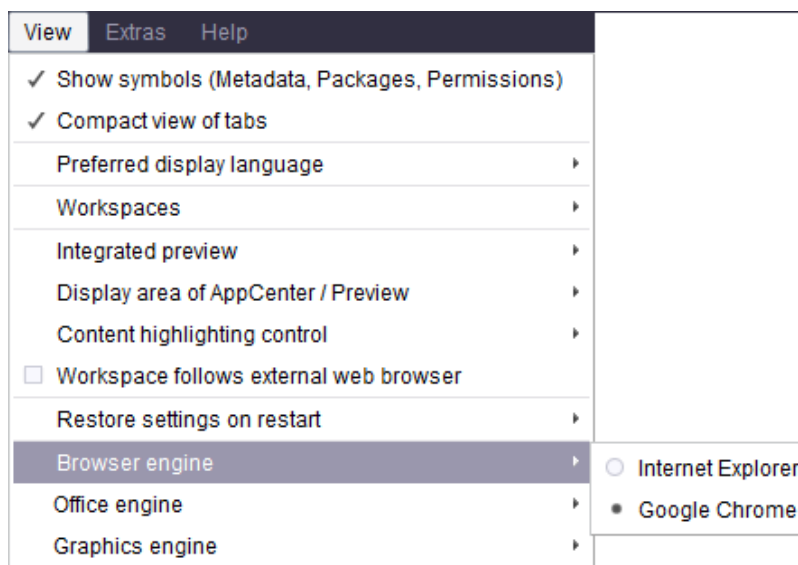 View Extras Help
Show symbols (Metadata, Packages, Permissions)
Compact view of tabs
Preferred display language
Workspaces
Integrated preview
Display area of AppCenter / Preview
Content highlighting control
Workspace follows external web browser
Restore settings on restart
Browser engine
Internet Explorer
Office engine
Google Chrome
Graphics engine